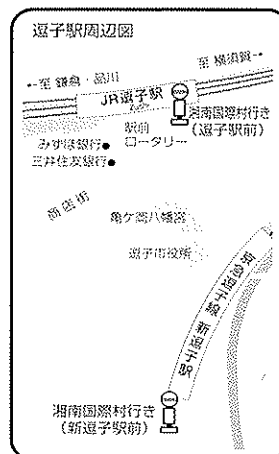 逗子駅周辺図
至 横須賀→
←至 鎌倉・品川
JR逗子駅
湘南国際村行き
(逗子駅前)
駅前
ロータリー
みずほ銀行●
三井住友銀行●
商店街
亀ケ岡八幡宮
逗子市役所
京急逗子線 新逗子駅
湘南国際村行き
(新逗子駅前)